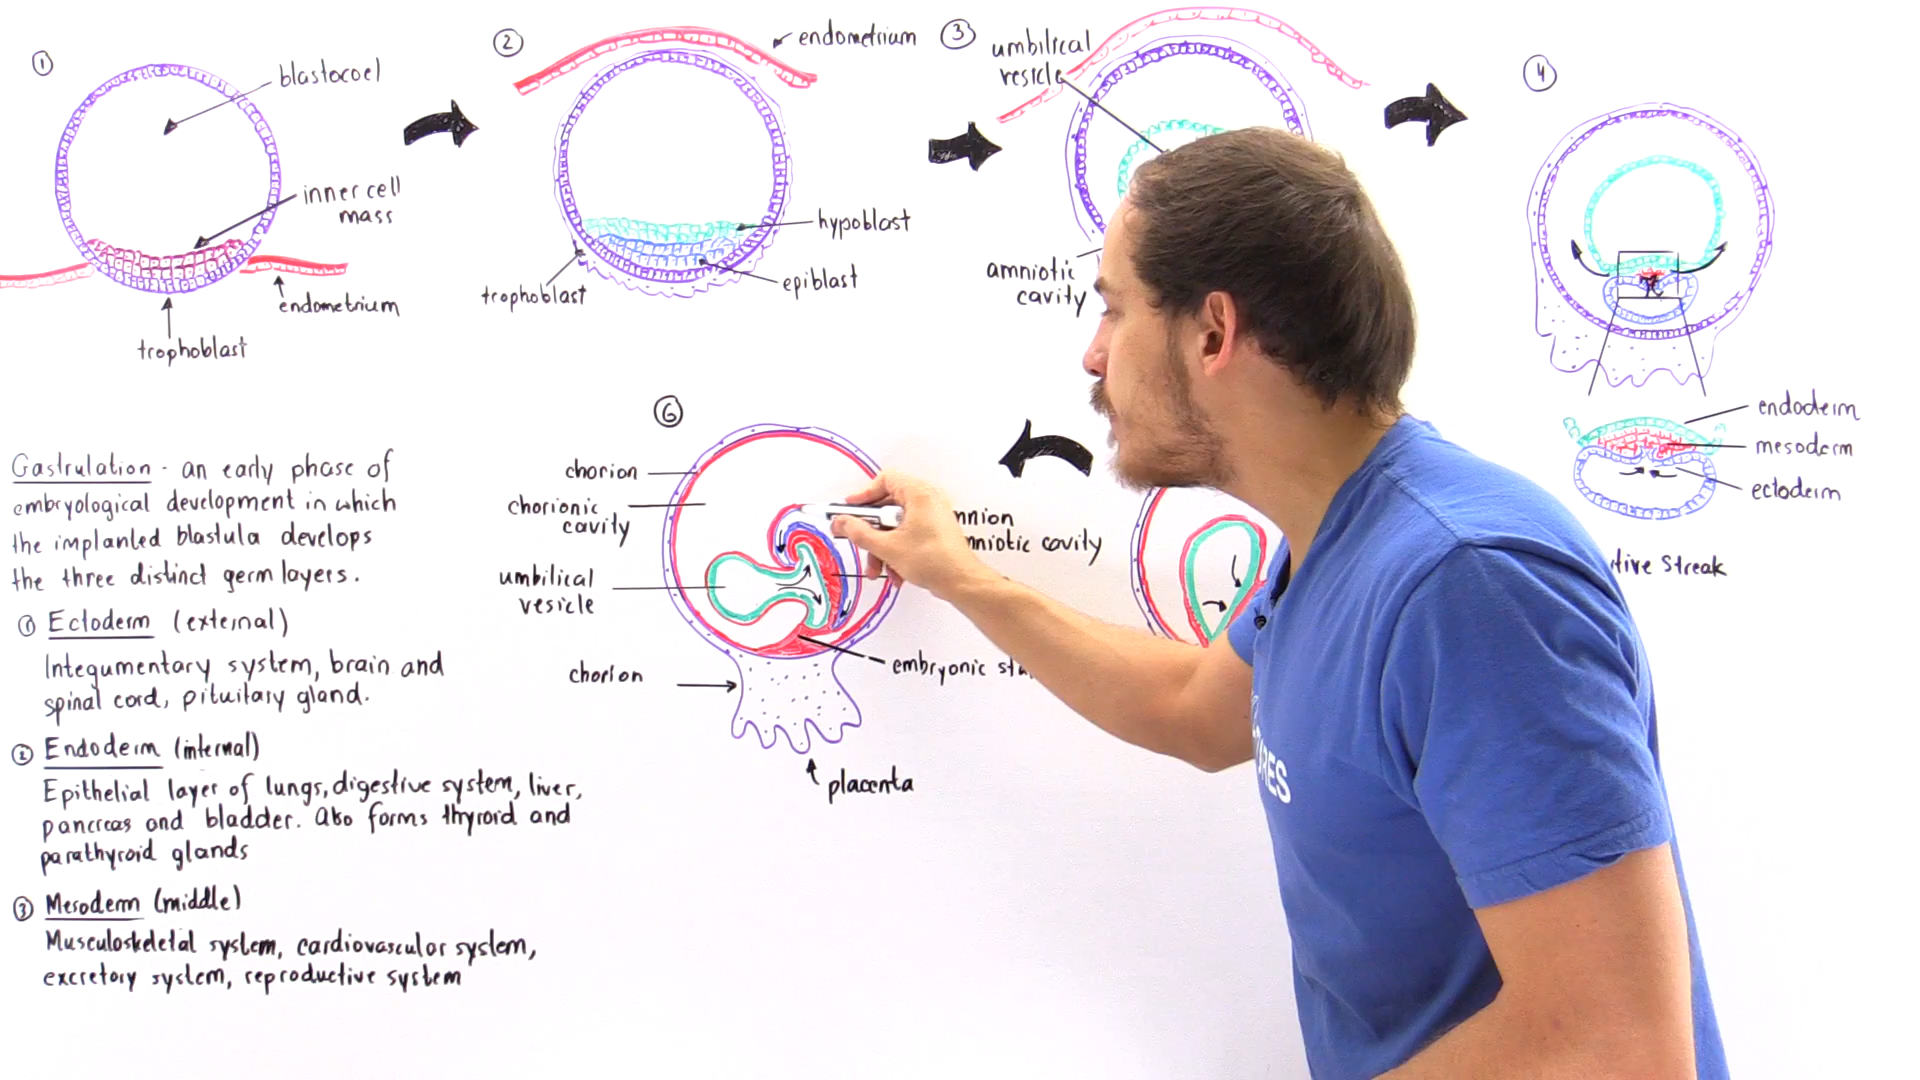 1
blastocoel
inner cell
mass
endometrium
trophoblast
2
endometrium
hypoblast
epiblast
trophoblast
3
umbilical
vesicle
amniotic
cavity
4
endoderm
mesoderm
ectoderm
Streak
6
chorion
chorionic
cavity
umbilical
vesicle
chorion
cavity
embryonic
placenta
Gastrulation - an early phase of
embryological development in which
the implanted blastula develops
the three distinct germ layers.
1 Ectoderm (external)
Integumentary system, brain and
spinal cord, pituitary gland.
2 Endoderm (internal)
Epithelial layer of lungs, digestive system, liver,
pancreas and bladder. Also forms thyroid and
parathyroid glands
3 Mesoderm (middle)
Musculoskeletal system, cardiovascular system,
excretory system, reproductive system